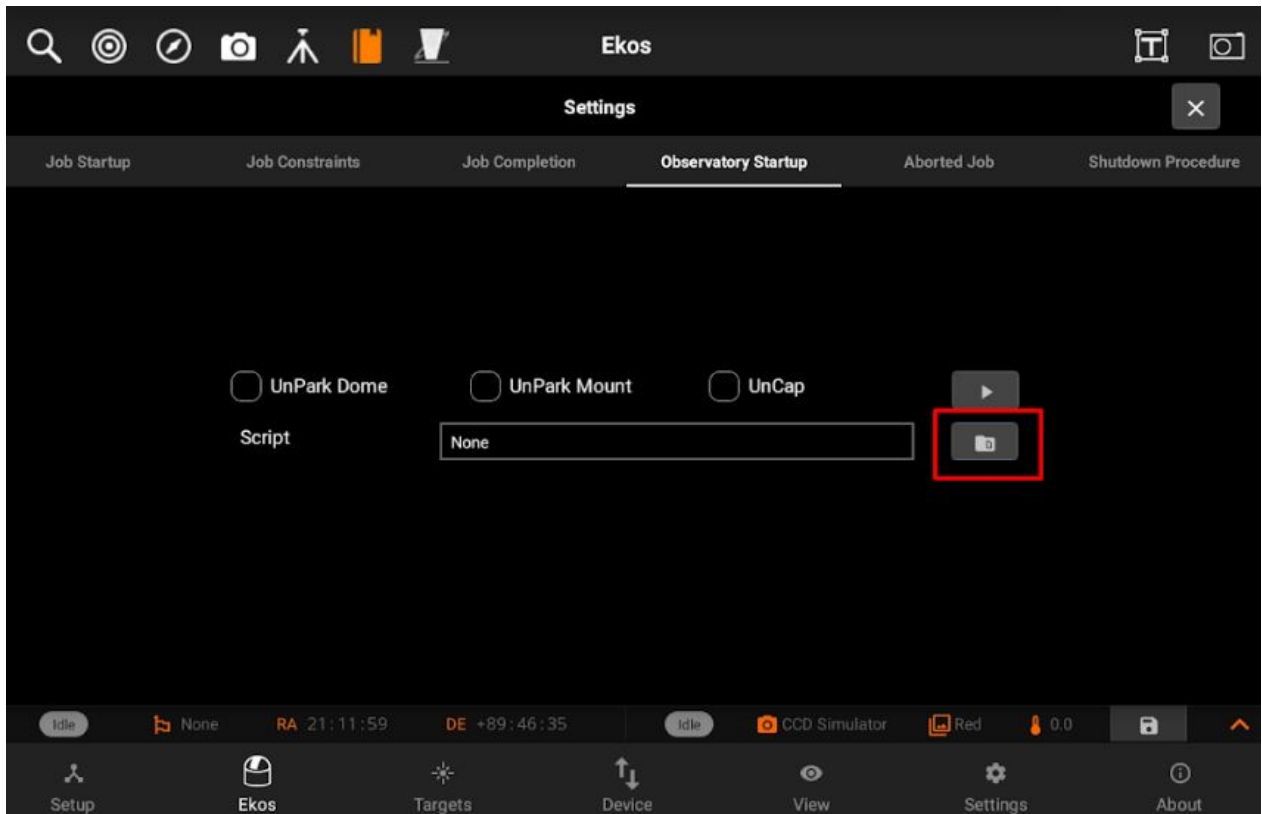 Ekos
Settings
Job Startup Job Constraints Job Completion Observatory Startup Aborted Job Shutdown Procedure
UnPark Dome UnPark Mount UnCap
Script None
Idle None RA 21:11:59 DE +89:46:35 Idle CCD Simulator Red 0.0
Setup Ekos Targets Device View Settings About